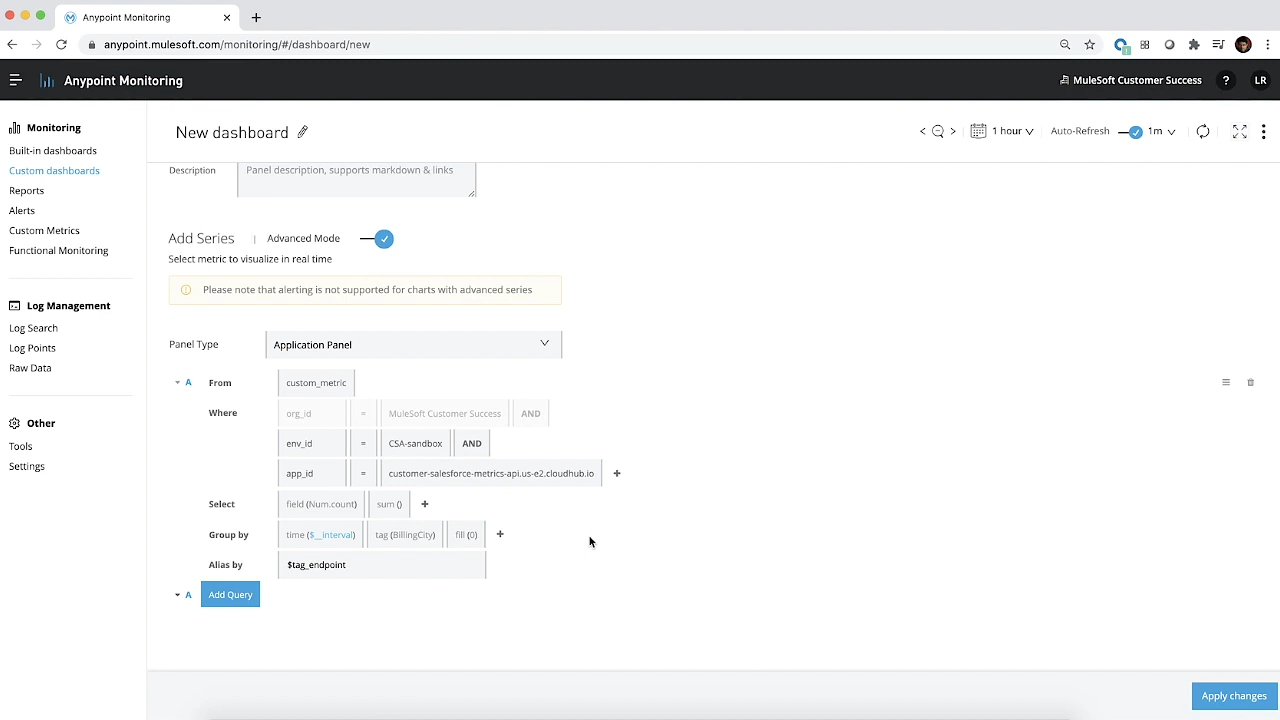 Anypoint Monitoring
anypoint.mulesoft.com/monitoring/#/dashboard/new
Anypoint Monitoring
MuleSoft Customer Success
?
LR
Monitoring
Built-in dashboards
Custom dashboards
Reports
Alerts
Custom Metrics
Functional Monitoring
Log Management
Log Search
Log Points
Raw Data
Other
Tools
Settings
New dashboard
1 hour
Auto-Refresh
1m
Description
Panel description, supports markdown & links
Add Series | Advanced Mode
Select metric to visualize in real time
Please note that alerting is not supported for charts with advanced series
Panel Type
Application Panel
A From custom_metric
Where org_id = MuleSoft Customer Success AND
env_id = CSA-sandbox AND
app_id = customer-salesforce-metrics-api.us-e2.cloudhub.io +
Select field (Num.count) sum () +
Group by time ($__interval) tag (BillingCity) fill (0) +
Alias by $tag_endpoint
A Add Query
Apply changes